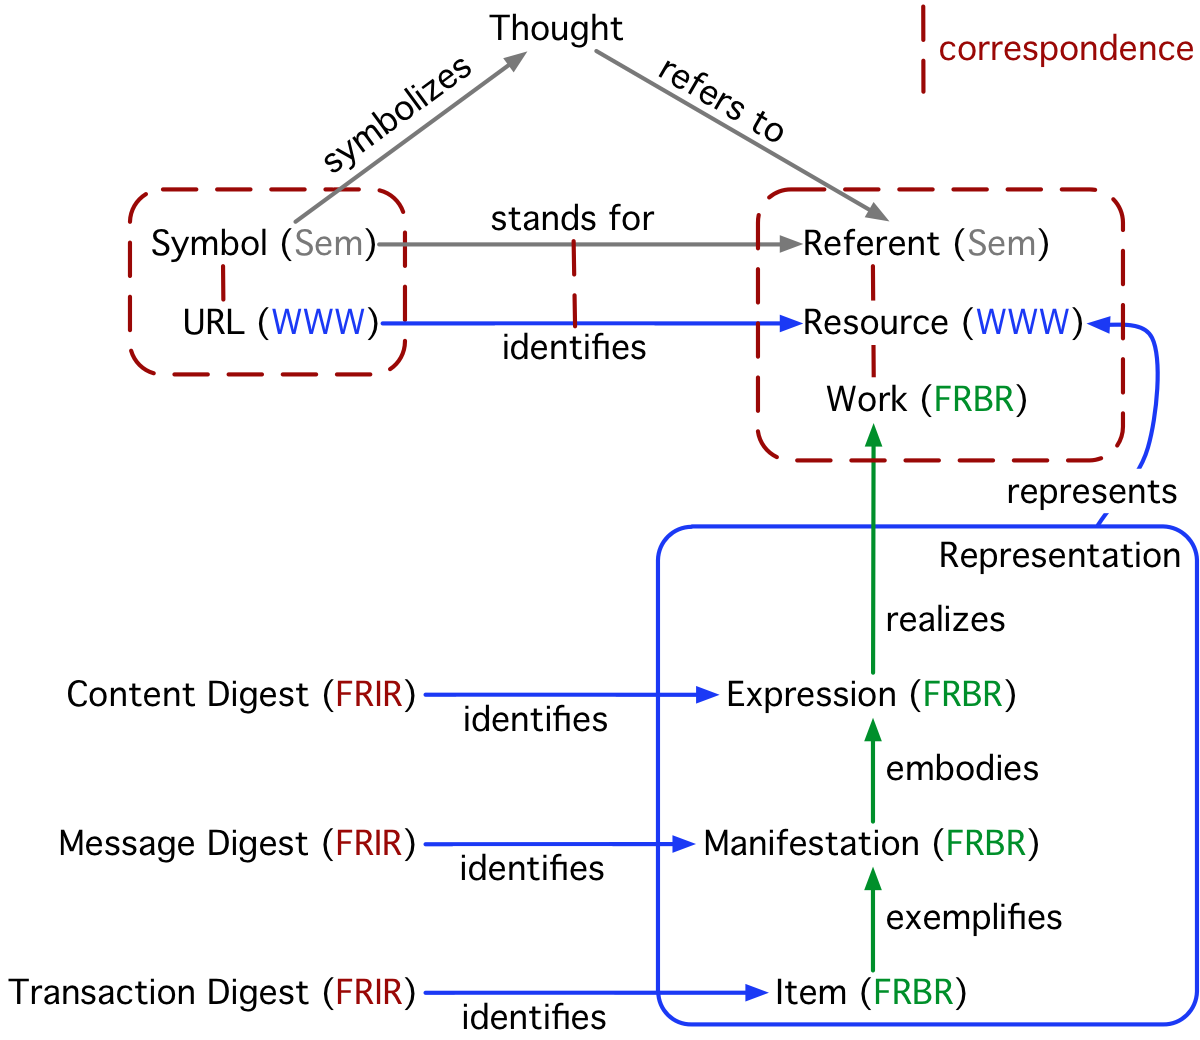 Thought
correspondence
symbolizes
refers to
stands for
Symbol (Sem)
Referent (Sem)
URL (WWW)
Resource (WWW)
identifies
Work (FRBR)
represents
Representation
realizes
Content Digest (FRIR)
Expression (FRBR)
identifies
embodies
Message Digest (FRIR)
Manifestation (FRBR)
identifies
exemplifies
Transaction Digest (FRIR)
Item (FRBR)
identifies